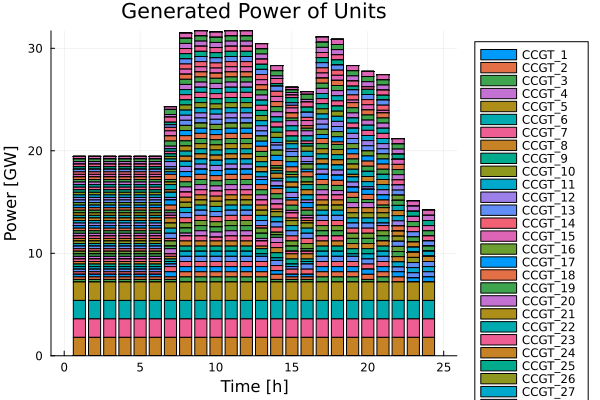 Generated Power of Units
30
20
10
0
Power [GW]
0 5 10 15 20 25
Time [h]
CCGT_1
CCGT_2
CCGT_3
CCGT_4
CCGT_5
CCGT_6
CCGT_7
CCGT_8
CCGT_9
CCGT_10
CCGT_11
CCGT_12
CCGT_13
CCGT_14
CCGT_15
CCGT_16
CCGT_17
CCGT_18
CCGT_19
CCGT_20
CCGT_21
CCGT_22
CCGT_23
CCGT_24
CCGT_25
CCGT_26
CCGT_27